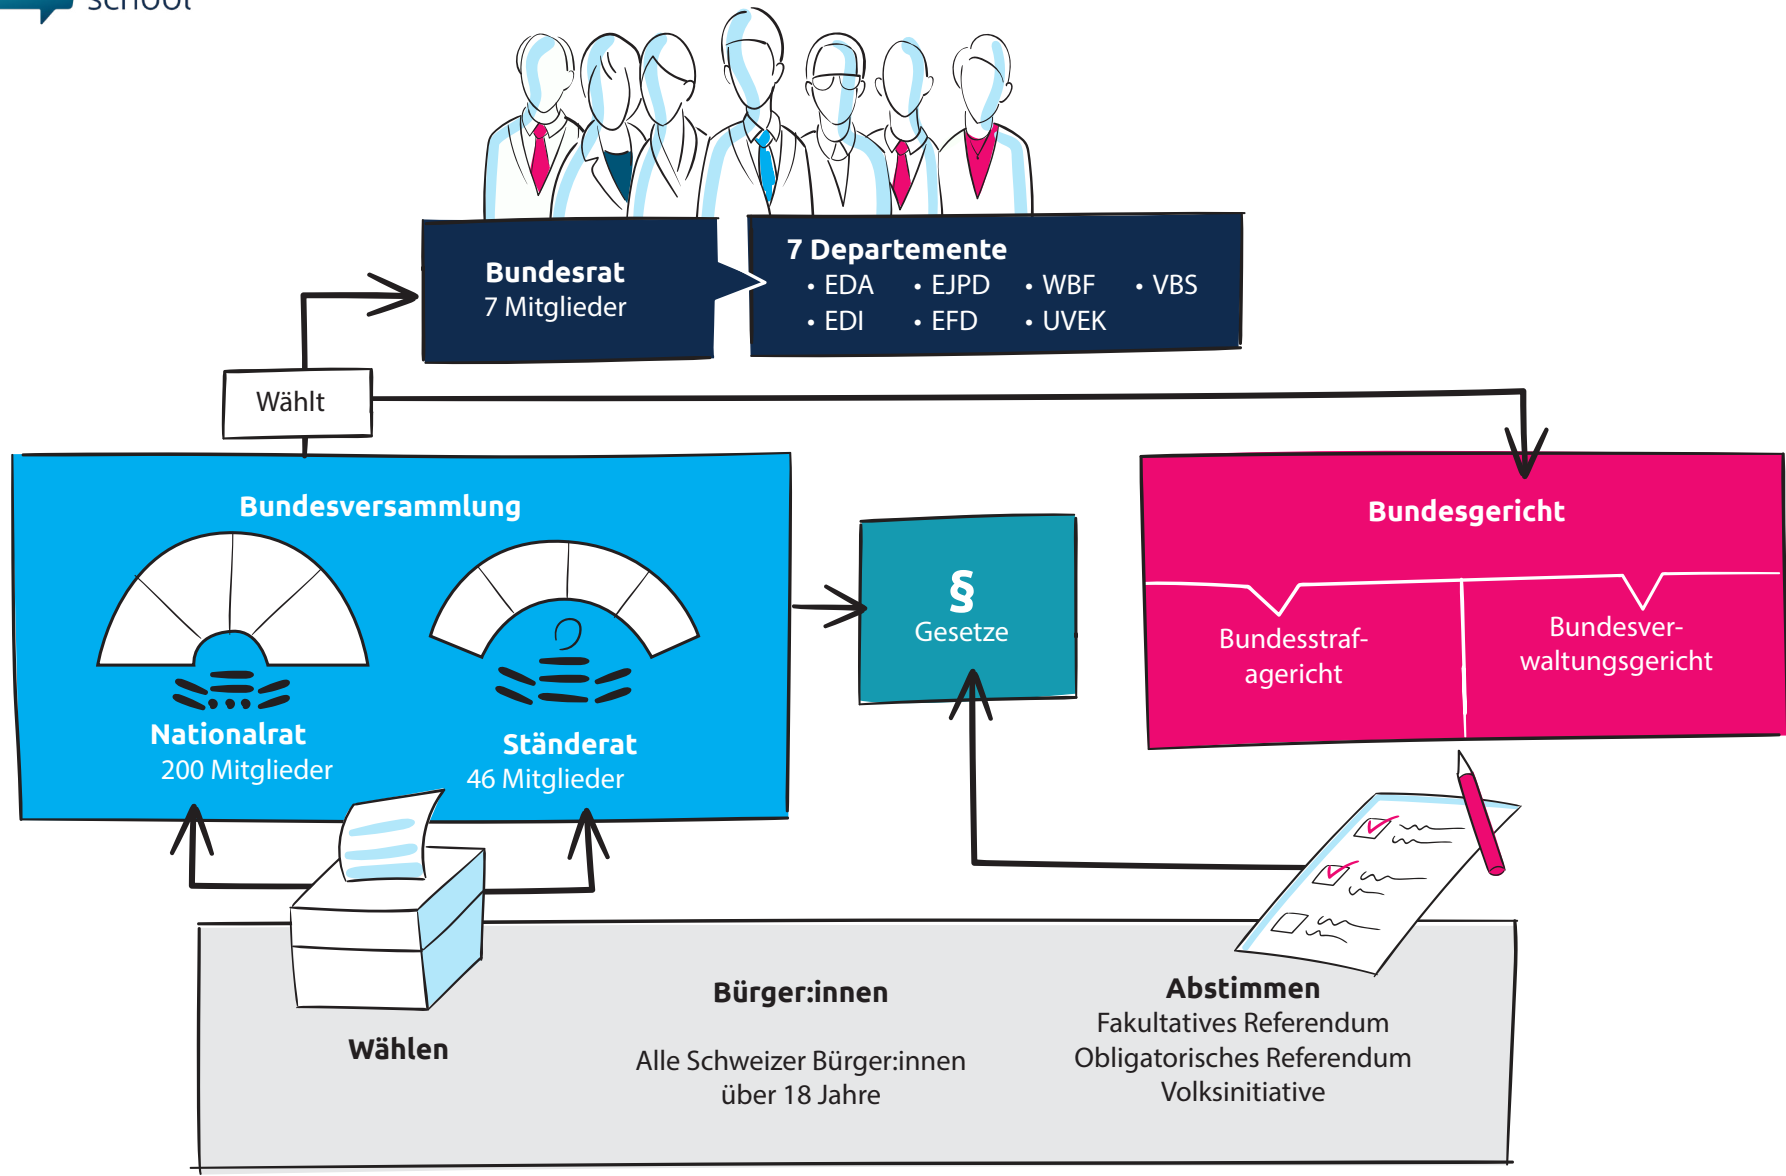 school
Bundesrat
7 Mitglieder
7 Departemente
• EDA • EJPD • WBF • VBS
• EDI • EFD • UVEK
Wählt
Bundesversammlung
Nationalrat
200 Mitglieder
Ständerat
46 Mitglieder
§
Gesetze
Bundesgericht
Bundesstraf-
agericht
Bundesver-
waltungsgericht
Wählen
Bürger:innen
Alle Schweizer Bürger:innen
über 18 Jahre
Abstimmen
Fakultatives Referendum
Obligatorisches Referendum
Volksinitiative